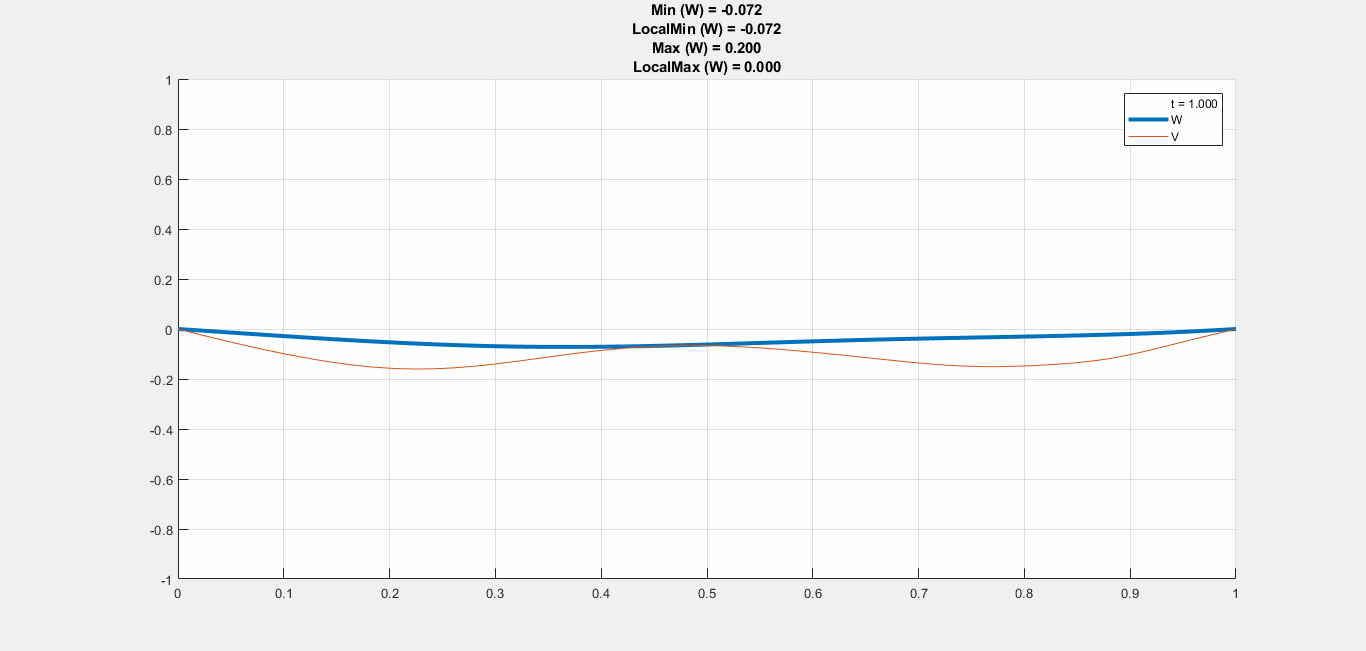 Min (W) = -0.072
LocalMin (W) = -0.072
Max (W) = 0.200
LocalMax (W) = 0.000
t = 1.000
W
V
1
0.8
0.6
0.4
0.2
0
-0.2
-0.4
-0.6
-0.8
-1
0 0.1 0.2 0.3 0.4 0.5 0.6 0.7 0.8 0.9 1